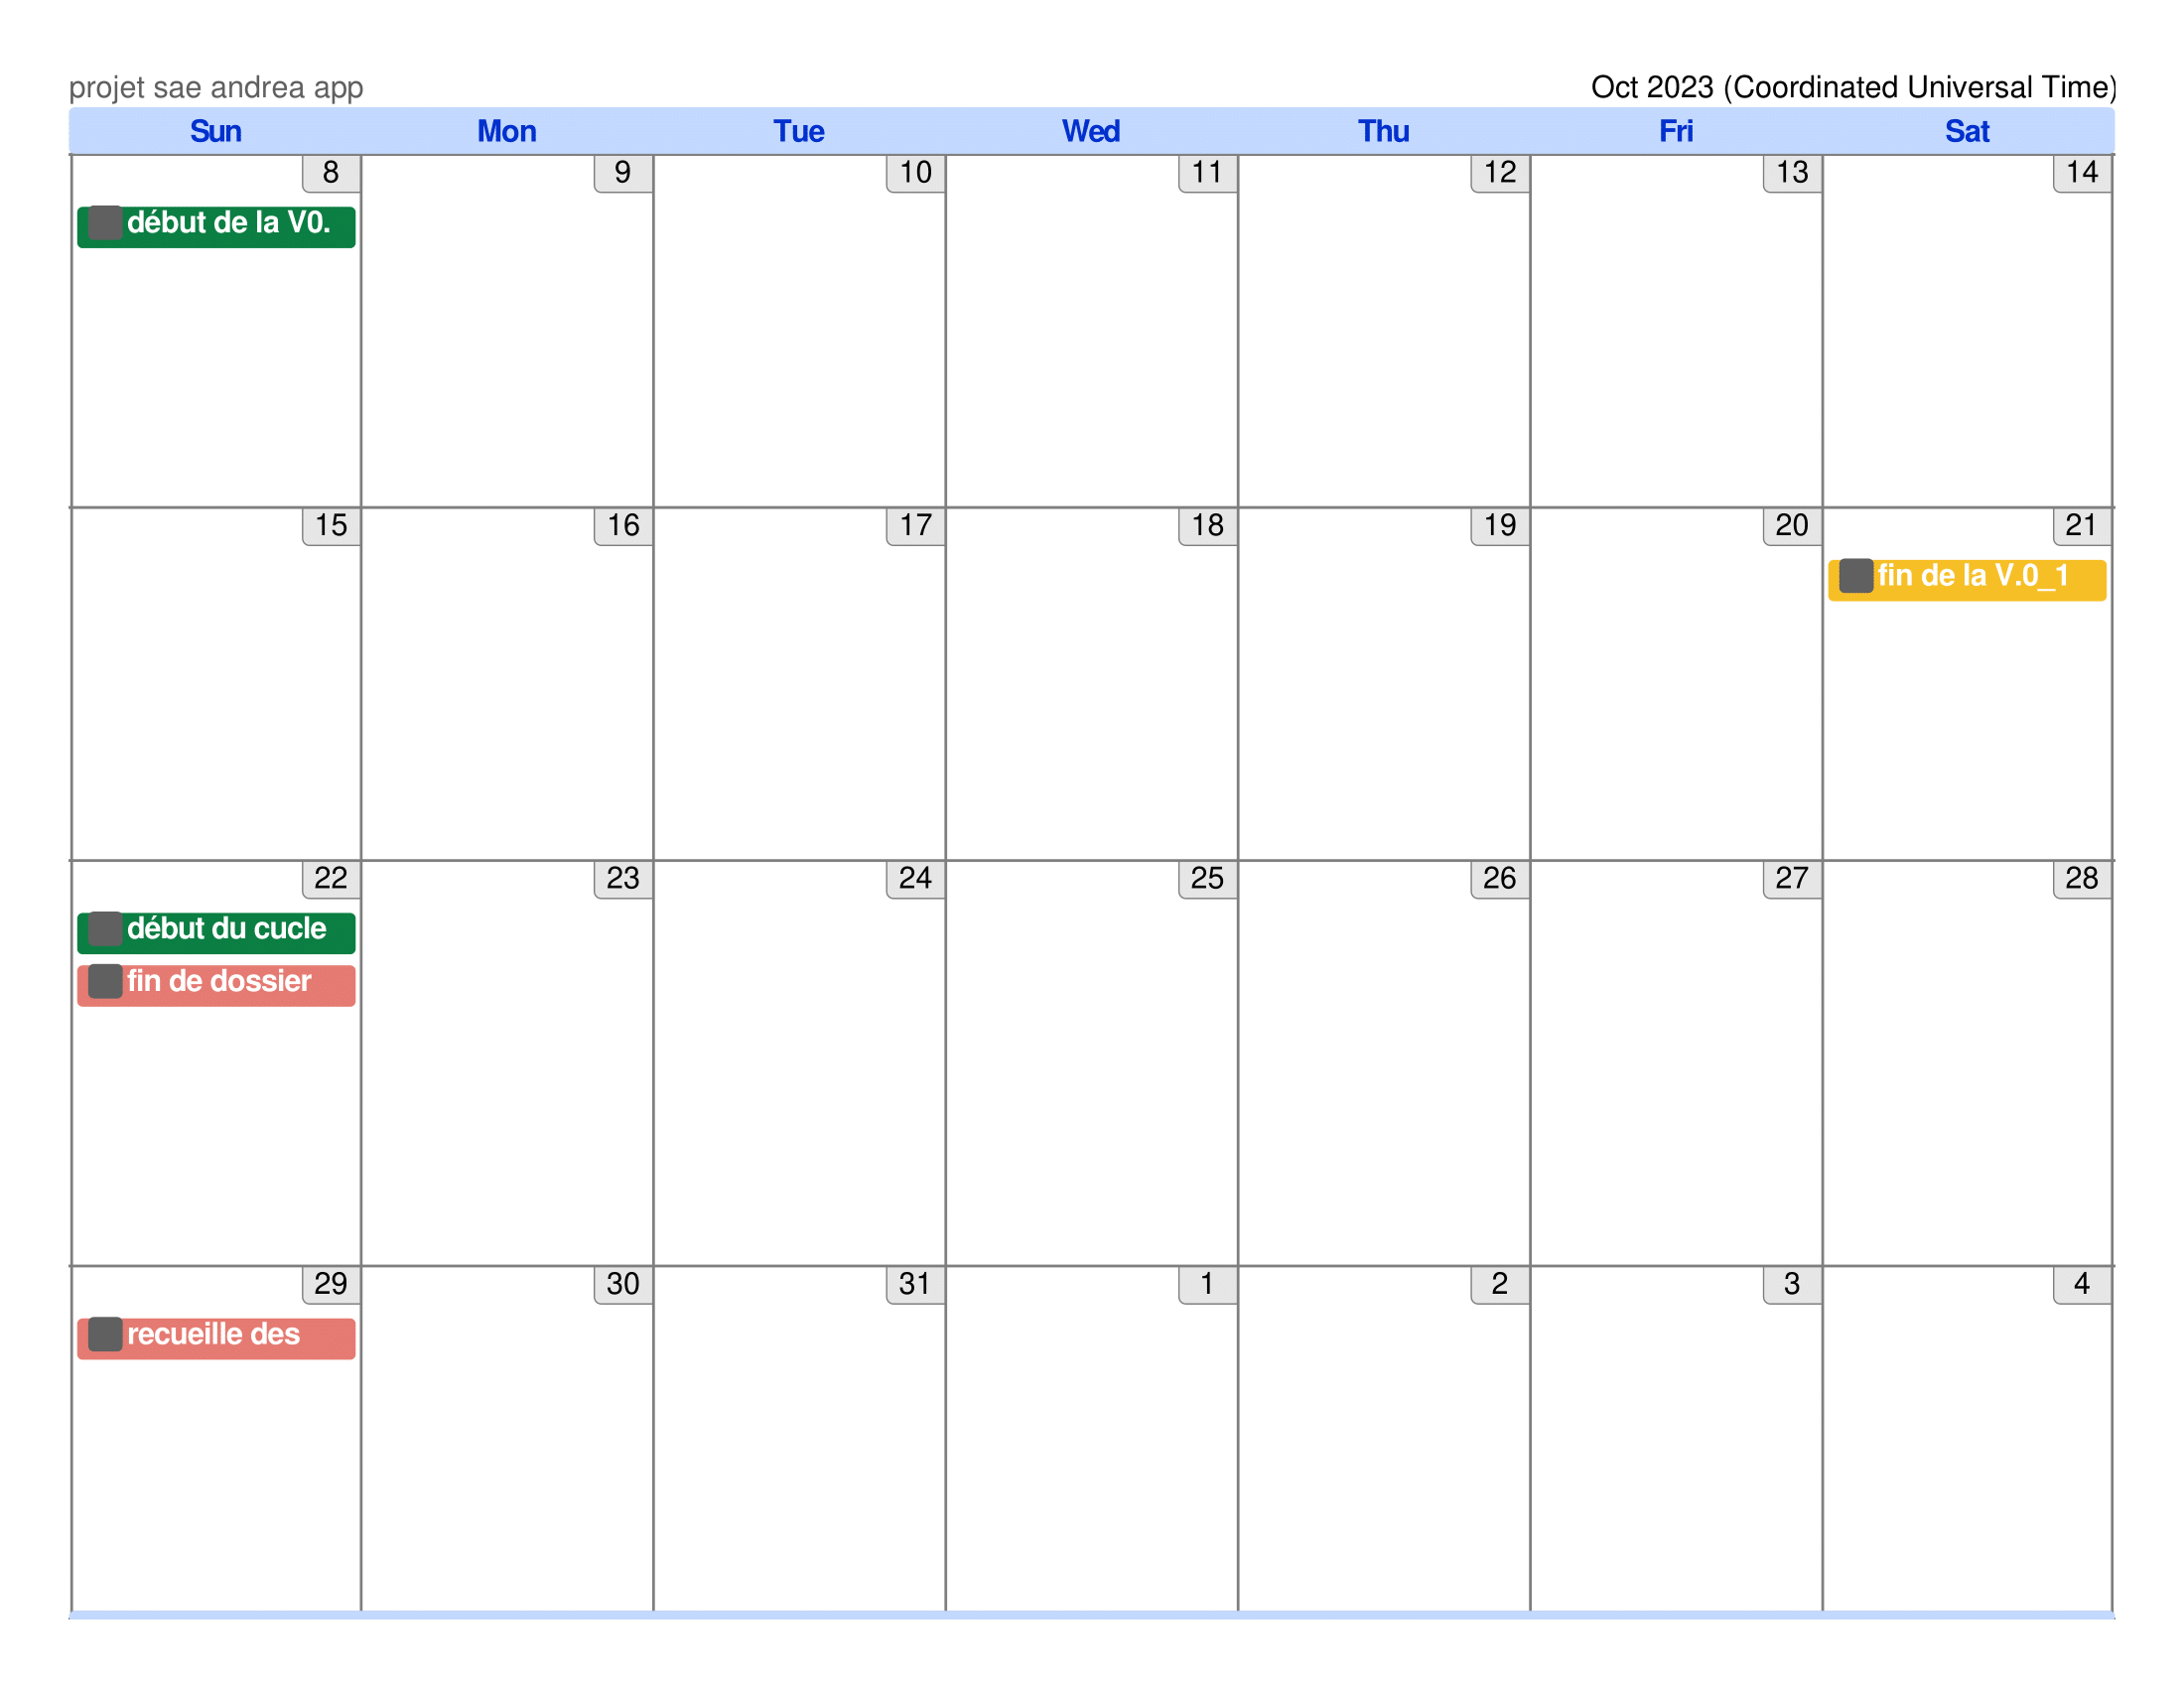 projet sae andrea app
Oct 2023 (Coordinated Universal Time)
Sun Mon Tue Wed Thu Fri Sat
8 9 10 11 12 13 14
début de la V0.
15 16 17 18 19 20 21
fin de la V.0_1
22 23 24 25 26 27 28
début du cucle
fin de dossier
29 30 31 1 2 3 4
recueille des